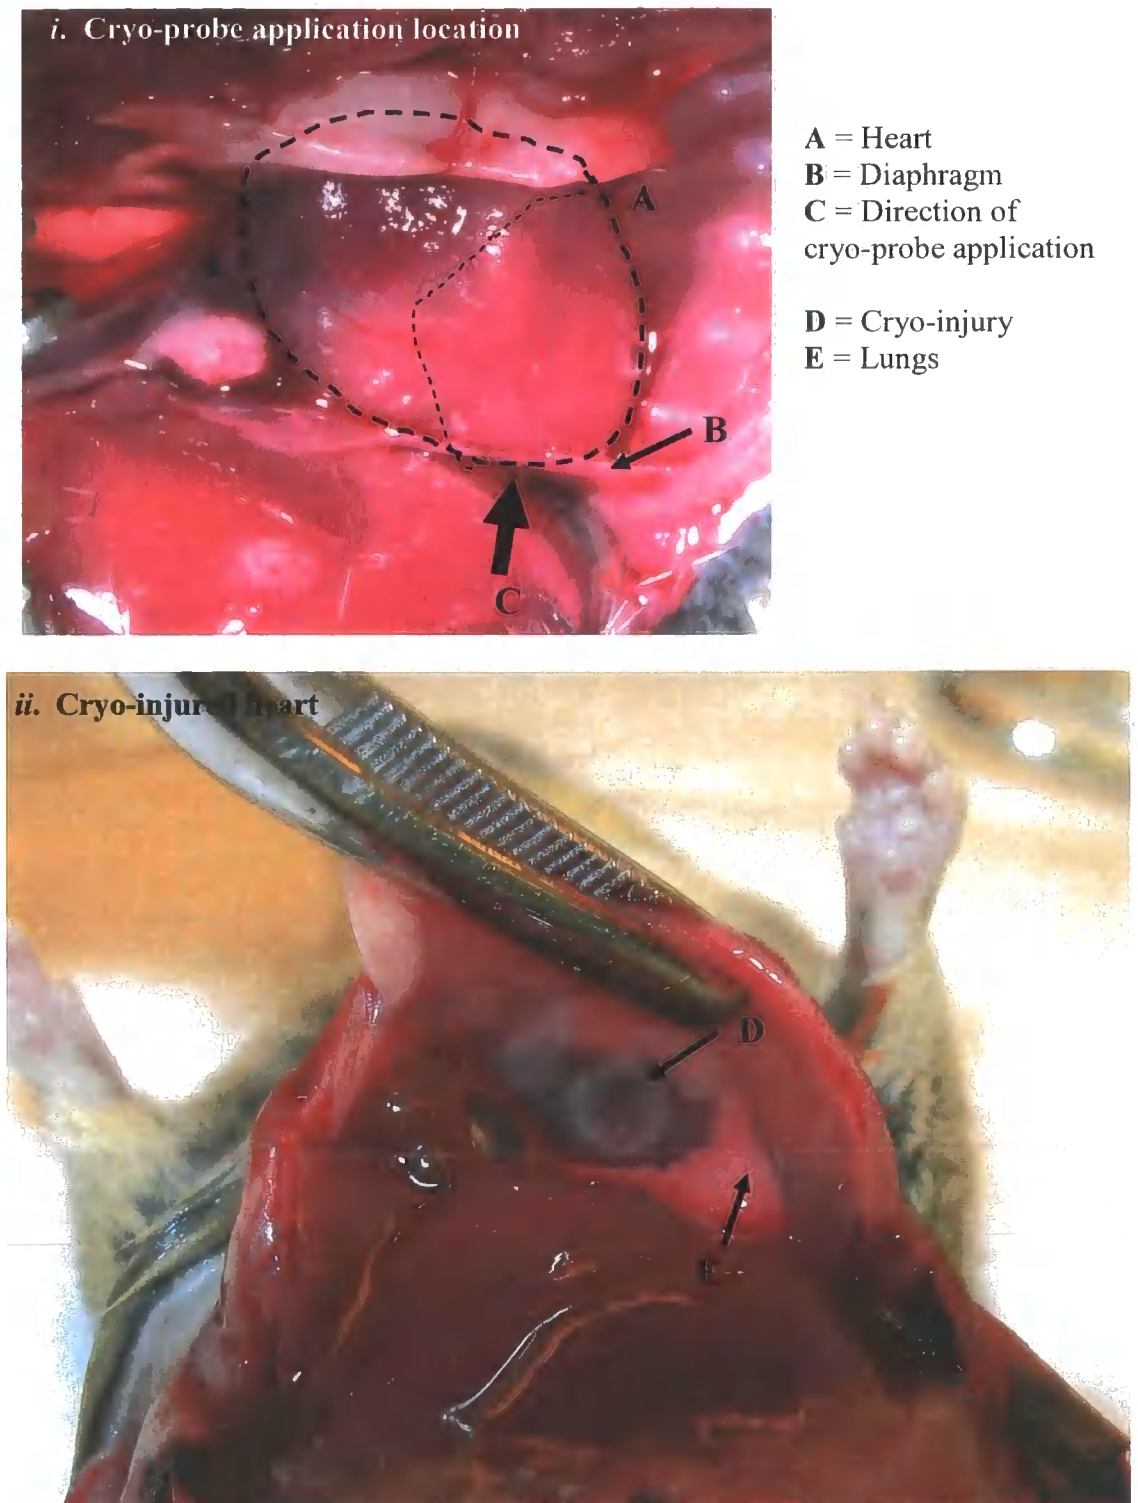 i. Cryo-probe application location
A
B
C
A = Heart
B = Diaphragm
C = Direction of
cryo-probe application
D = Cryo-injury
E = Lungs
ii. Cryo-injured heart
D
E